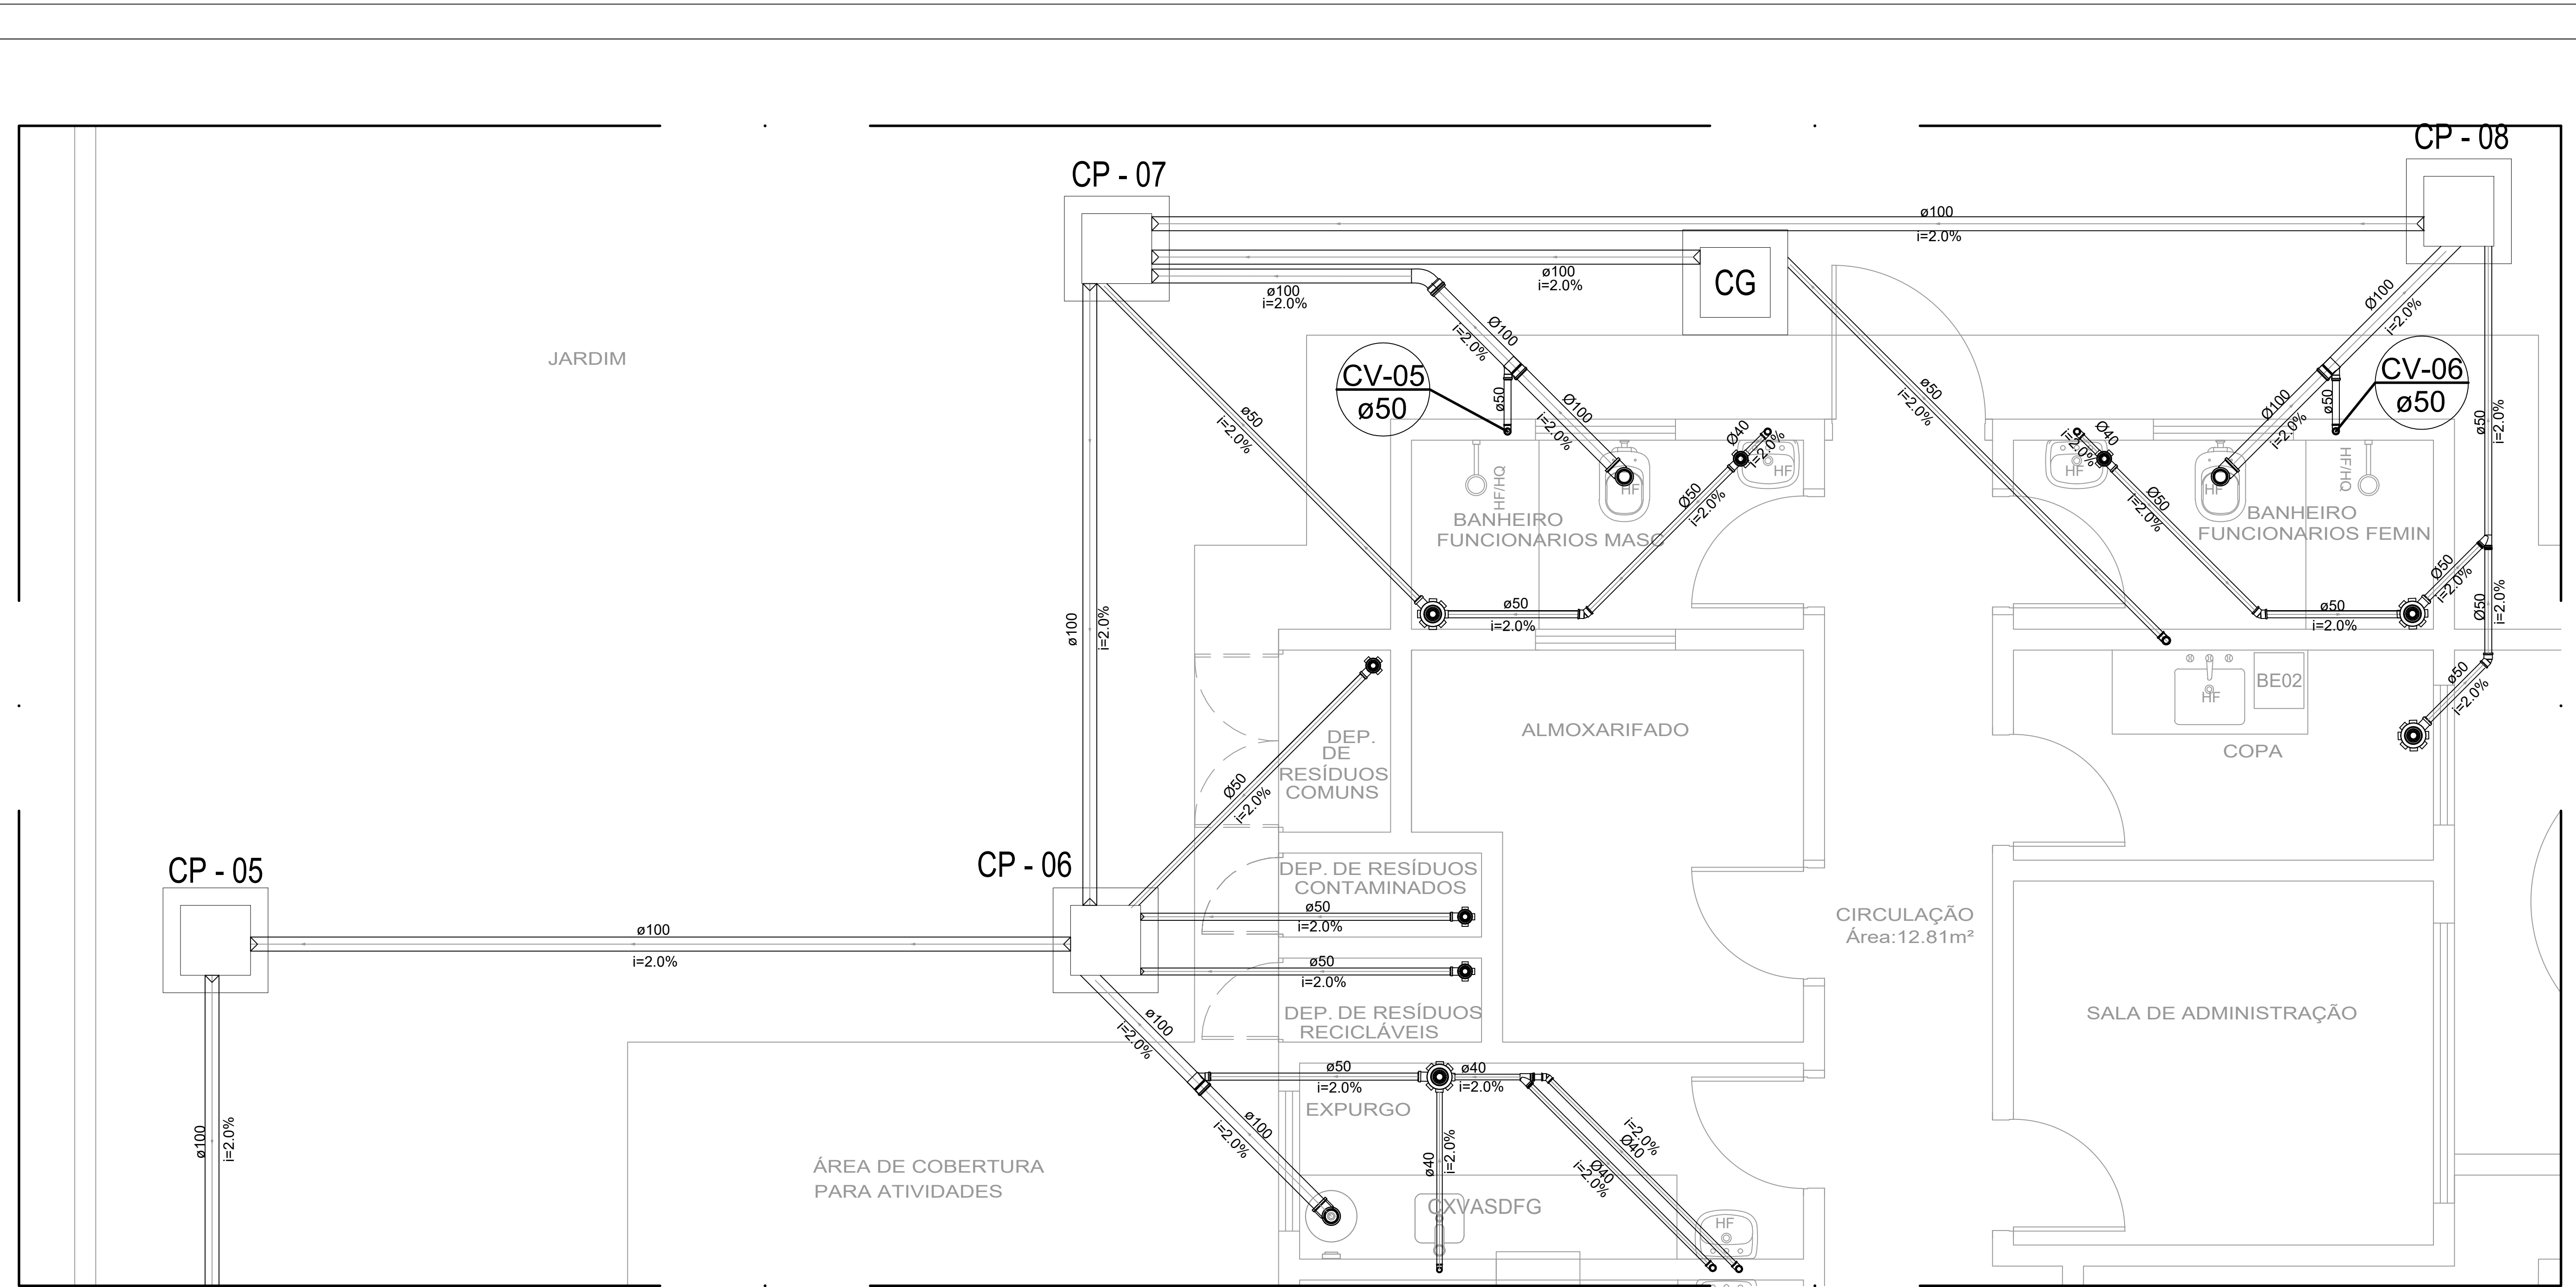 CP - 08
CP - 07
ø100
i=2.0%
ø100
i=2.0%
ø100
i=2.0%
CG
Ø100
i=2.0%
Ø100
i=2.0%
JARDIM
CV-05
ø50
ø50
CV-06
ø50
ø50
Ø100
i=2.0%
Ø100
i=2.0%
ø50
i=2.0%
ø50
i=2.0%
Ø40
i=2.0%
Ø40
i=2.0%
ø50
i=2.0%
HF/HQ
HF
HF
HF
HF
HF/HQ
Ø50
i=2.0%
Ø50
i=2.0%
BANHEIRO
FUNCIONARIOS MASC
BANHEIRO
FUNCIONARIOS FEMIN
Ø50
i=2.0%
ø50
i=2.0%
ø50
i=2.0%
Ø50
i=2.0%
ø100
i=2.0%
ø50
i=2.0%
HF
BE02
ALMOXARIFADO
COPA
DEP.
DE
RESÍDUOS
COMUNS
Ø50
i=2.0%
CP - 05
CP - 06
DEP. DE RESÍDUOS
CONTAMINADOS
ø50
i=2.0%
CIRCULAÇÃO
Área:12.81m²
ø100
i=2.0%
ø50
i=2.0%
DEP. DE RESÍDUOS
RECICLÁVEIS
SALA DE ADMINISTRAÇÃO
ø100
i=2.0%
ø50
i=2.0%
ø40
i=2.0%
EXPURGO
ø100
i=2.0%
ø100
i=2.0%
ø40
i=2.0%
i=2.0%
Ø40
Ø40
i=2.0%
ÁREA DE COBERTURA
PARA ATIVIDADES
CXVASDFG
HF